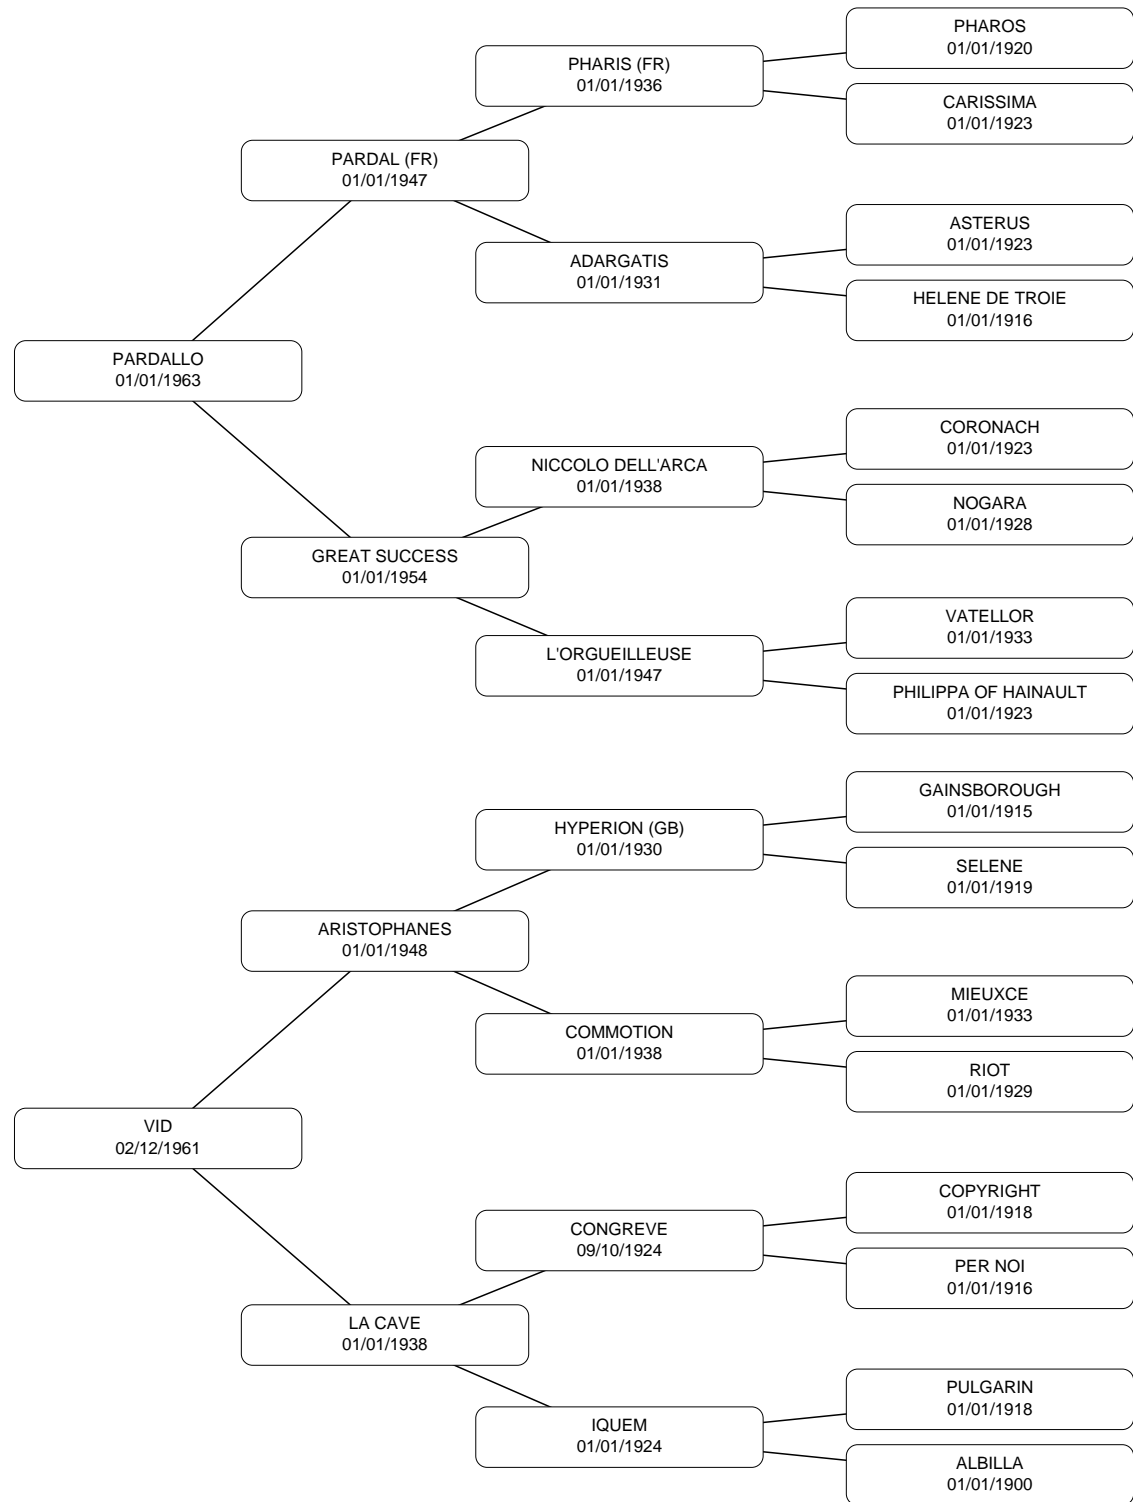 PHAROS
01/01/1920
PHARIS (FR)
01/01/1936
CARISSIMA
01/01/1923
PARDAL (FR)
01/01/1947
ASTERUS
01/01/1923
ADARGATIS
01/01/1931
HELENE DE TROIE
01/01/1916
PARDALLO
01/01/1963
CORONACH
01/01/1923
NICCOLO DELL'ARCA
01/01/1938
NOGARA
01/01/1928
GREAT SUCCESS
01/01/1954
VATELLOR
01/01/1933
L'ORGUEILLEUSE
01/01/1947
PHILIPPA OF HAINAULT
01/01/1923
GAINSBOROUGH
01/01/1915
HYPERION (GB)
01/01/1930
SELENE
01/01/1919
ARISTOPHANES
01/01/1948
MIEUXCE
01/01/1933
COMMOTION
01/01/1938
RIOT
01/01/1929
VID
02/12/1961
COPYRIGHT
01/01/1918
CONGREVE
09/10/1924
PER NOI
01/01/1916
LA CAVE
01/01/1938
PULGARIN
01/01/1918
IQUEM
01/01/1924
ALBILLA
01/01/1900